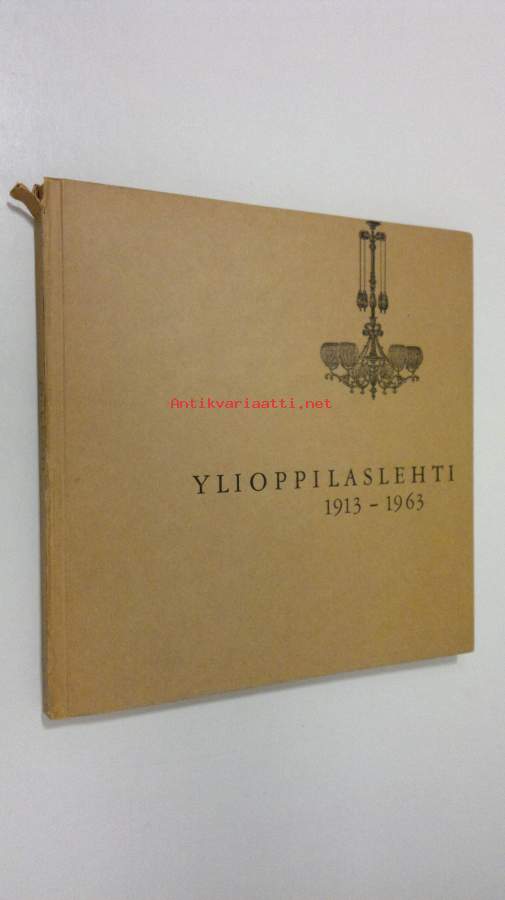 Antikvariaatti.net
YLIOPPILASLEHTI
1913 – 1963